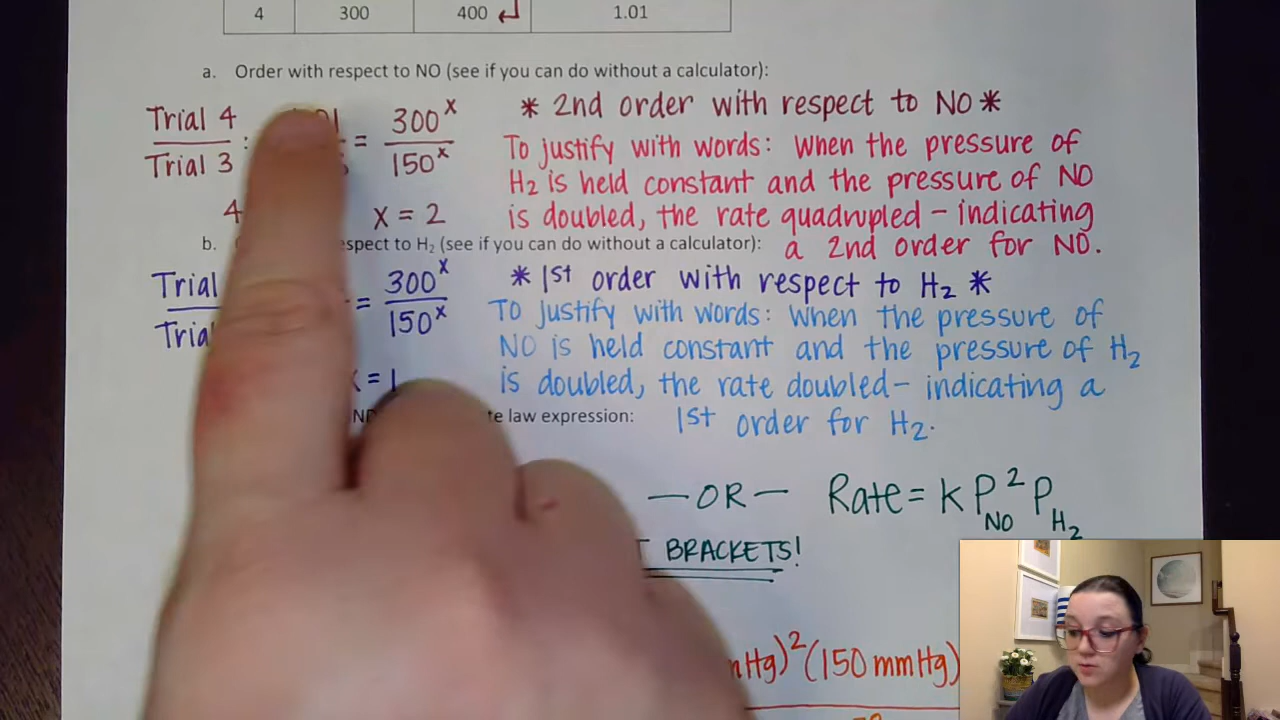 4 300 400 1.01
a. Order with respect to NO (see if you can do without a calculator):
Trial 4 / Trial 3 : = 300^x / 150^x
* 2nd order with respect to NO *
To justify with words: When the pressure of
H2 is held constant and the pressure of NO
4 x = 2
is doubled, the rate quadrupled - indicating
a 2nd order for NO.
b. respect to H2 (see if you can do without a calculator):
Trial = 300^x / 150^x
* 1st order with respect to H2 *
To justify with words: When the pressure of
NO is held constant and the pressure of H2
= 1
is doubled, the rate doubled - indicating a
law expression:
1st order for H2.
-OR- Rate = k P_NO^2 P_H2
BRACKETS!
Hg)^2 (150 mmHg)